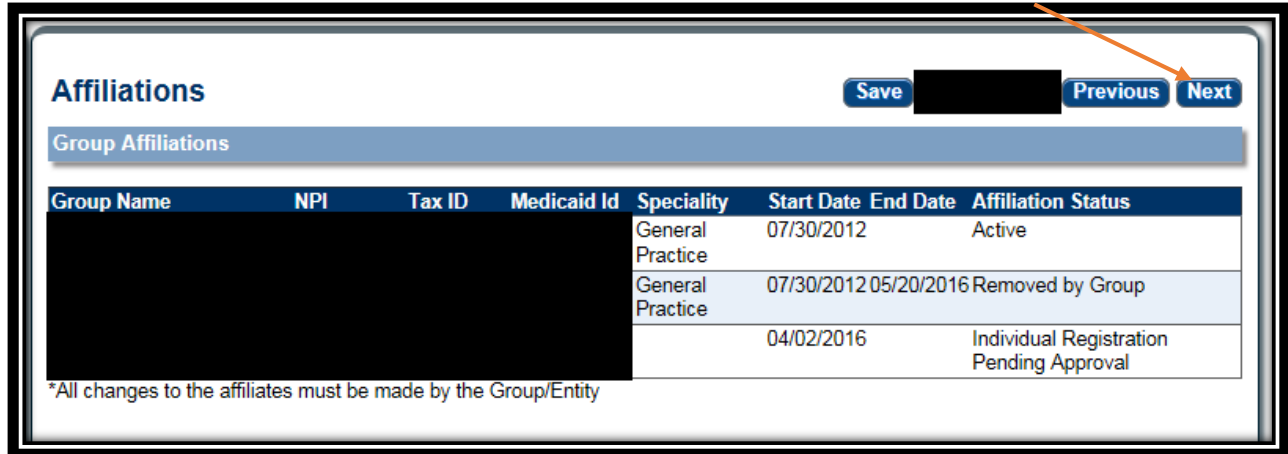 Affiliations Save Previous Next
Group Affiliations
Group Name NPI Tax ID Medicaid Id Speciality Start Date End Date Affiliation Status
General Practice 07/30/2012 Active
General Practice 07/30/2012 05/20/2016 Removed by Group
04/02/2016 Individual Registration Pending Approval
*All changes to the affiliates must be made by the Group/Entity